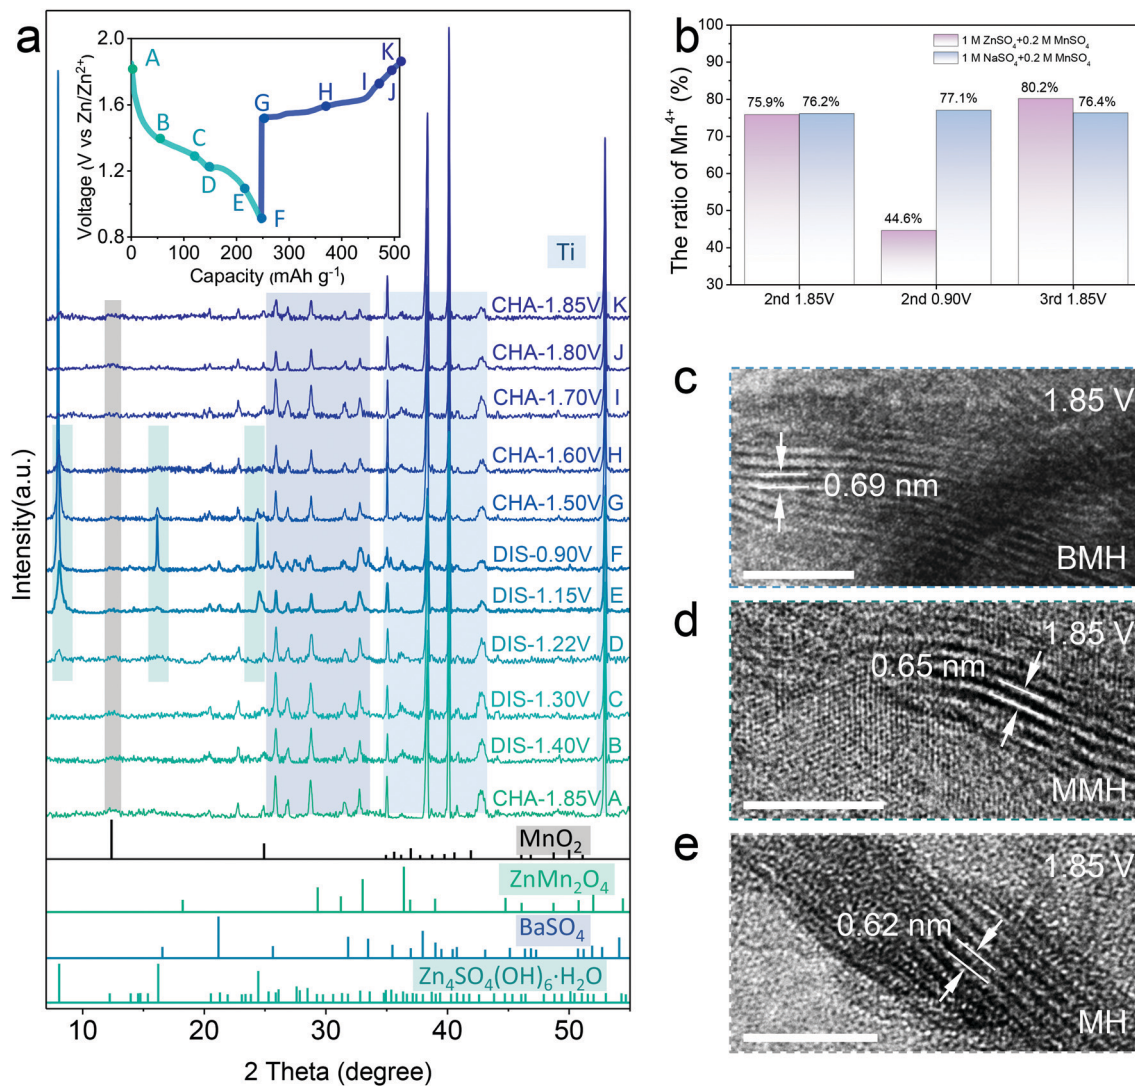 a
2.0
1.6
1.2
0.8
Voltage (V vs Zn/Zn²⁺)
0 100 200 300 400 500
Capacity (mAh g⁻¹)
A
B
C
D
E
F
G
H
I
J
K
Ti
CHA-1.85V K
CHA-1.80V J
CHA-1.70V I
CHA-1.60V H
CHA-1.50V G
DIS-0.90V F
DIS-1.15V E
DIS-1.22V D
DIS-1.30V C
DIS-1.40V B
CHA-1.85V A
MnO₂
ZnMn₂O₄
BaSO₄
Zn₄SO₄(OH)₆·H₂O
Intensity(a.u.)
10 20 30 40 50
2 Theta (degree)
b
The ratio of Mn⁴⁺ (%)
100
90
80
70
60
50
40
30
1 M ZnSO₄+0.2 M MnSO₄
1 M NaSO₄+0.2 M MnSO₄
75.9% 76.2%
44.6% 77.1%
80.2% 76.4%
2nd 1.85V 2nd 0.90V 3rd 1.85V
c
1.85 V
0.69 nm
BMH
d
1.85 V
0.65 nm
MMH
e
1.85 V
0.62 nm
MH